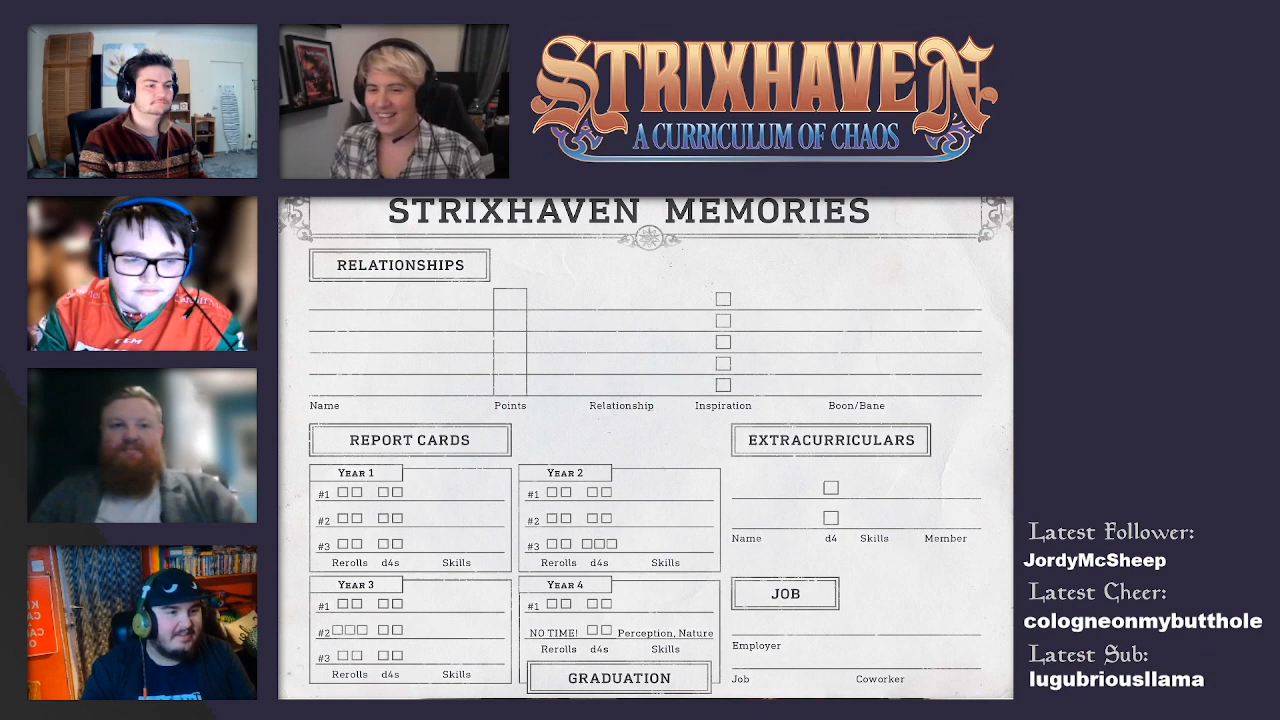 STRIXHAVEN
A CURRICULUM OF CHAOS
STRIXHAVEN MEMORIES
RELATIONSHIPS
Name Points Relationship Inspiration Boon/Bane
REPORT CARDS
EXTRACURRICULARS
YEAR 1
#1
#2
#3
Rerolls d4s Skills
YEAR 2
#1
#2
#3
Rerolls d4s Skills
Name d4 Skills Member
YEAR 3
#1
#2
#3
Rerolls d4s Skills
YEAR 4
#1
NO TIME! Perception, Nature
Rerolls d4s Skills
GRADUATION
JOB
Employer
Job Coworker
Latest Follower:
JordyMcSheep
Latest Cheer:
cologneonmybutthole
Latest Sub:
lugubriousllama
CCM